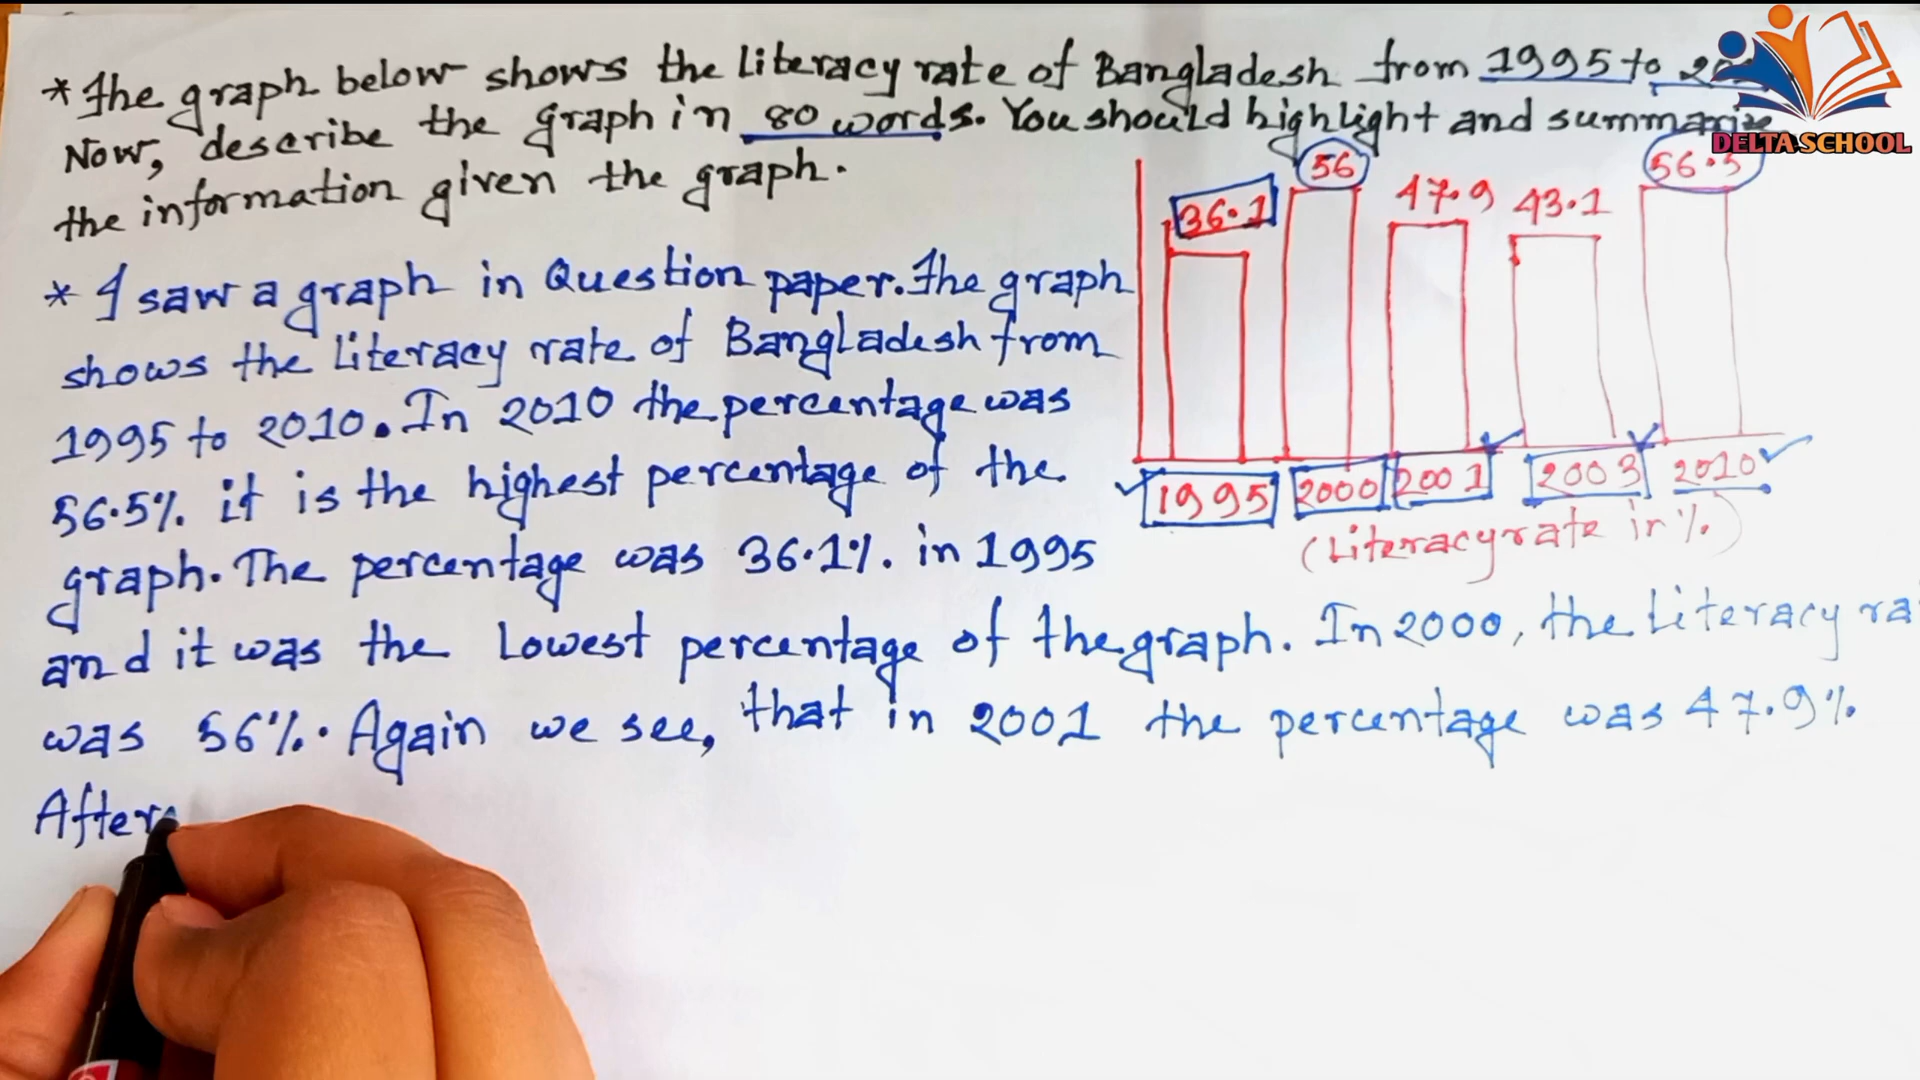 * The graph below shows the literacy rate of Bangladesh from 1995 to
Now, describe the graph in 80 words. You should highlight and summarize
the information given the graph.
DELTA SCHOOL
36.1 56 47.9 43.1 56.5
1995 2000 2001 2003 2010
(Literacy rate in %)
* I saw a graph in Question paper. The graph
shows the literacy rate of Bangladesh from
1995 to 2010. In 2010 the percentage was
56.5%. it is the highest percentage of the
graph. The percentage was 36.1%. in 1995
and it was the lowest percentage of the graph. In 2000, the literacy ra
was 56%. Again we see, that in 2001 the percentage was 47.9%.
After